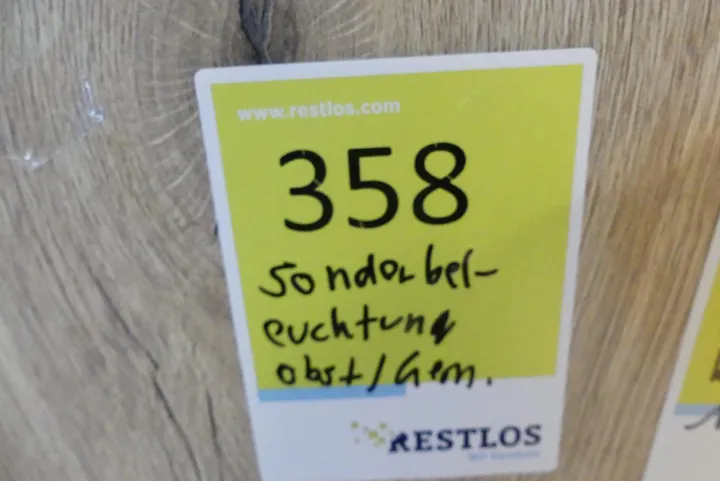 www.restlos.com
358
Sonderbel-
euchtung
obst/Gem.
RESTLOS